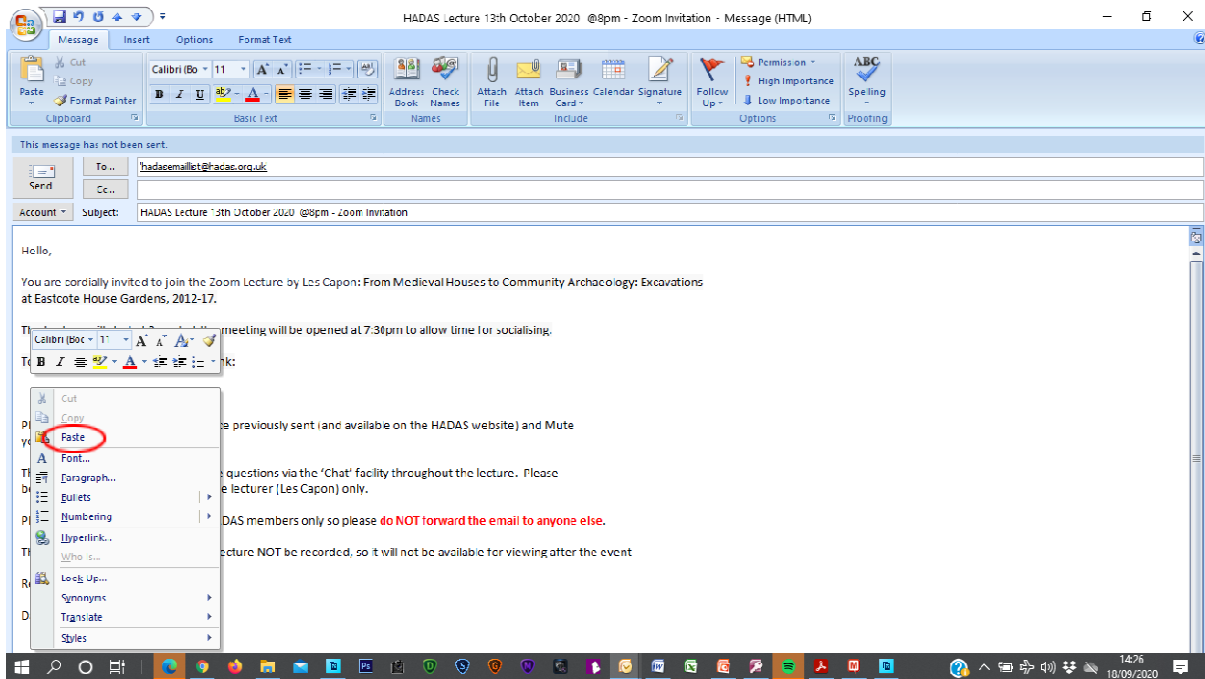 HADAS Lecture 13th October 2020 @8pm - Zoom Invitation - Message (HTML)
Message Insert Options Format Text
Paste
Cut
Copy
Format Painter
Clipboard
Calibri (Bo 11
B I U
Basic Text
Address Book
Check Names
Names
Attach File
Attach Item
Business Card
Calendar
Signature
Include
Follow Up
Permission
High Importance
Low Importance
Options
ABC
Spelling
Proofing
This message has not been sent.
Send
To...
'hadasemaillist@hadas.org.uk
Cc...
Account
Subject: HADAS Lecture 13th October 2020 @8pm - Zoom Invitation
Hello,
You are cordially invited to join the Zoom Lecture by Les Capon: From Medieval Houses to Community Archaeology: Excavations
at Eastcote House Gardens, 2012-17.
meeting will be opened at 7:30pm to allow time for socialising.
Calibri (Boc 11
B I
nk:
Cut
Copy
Paste
Font...
Paragraph...
Bullets
Numbering
Hyperlink...
Who Is...
Look Up...
Synonyms
Translate
Styles
previously sent (and available on the HADAS website) and Mute
questions via the 'Chat' facility throughout the lecture. Please
lecturer (Les Capon) only.
DAS members only so please do NOT forward the email to anyone else.
ecture NOT be recorded, so it will not be available for viewing after the event
14:26
18/09/2020